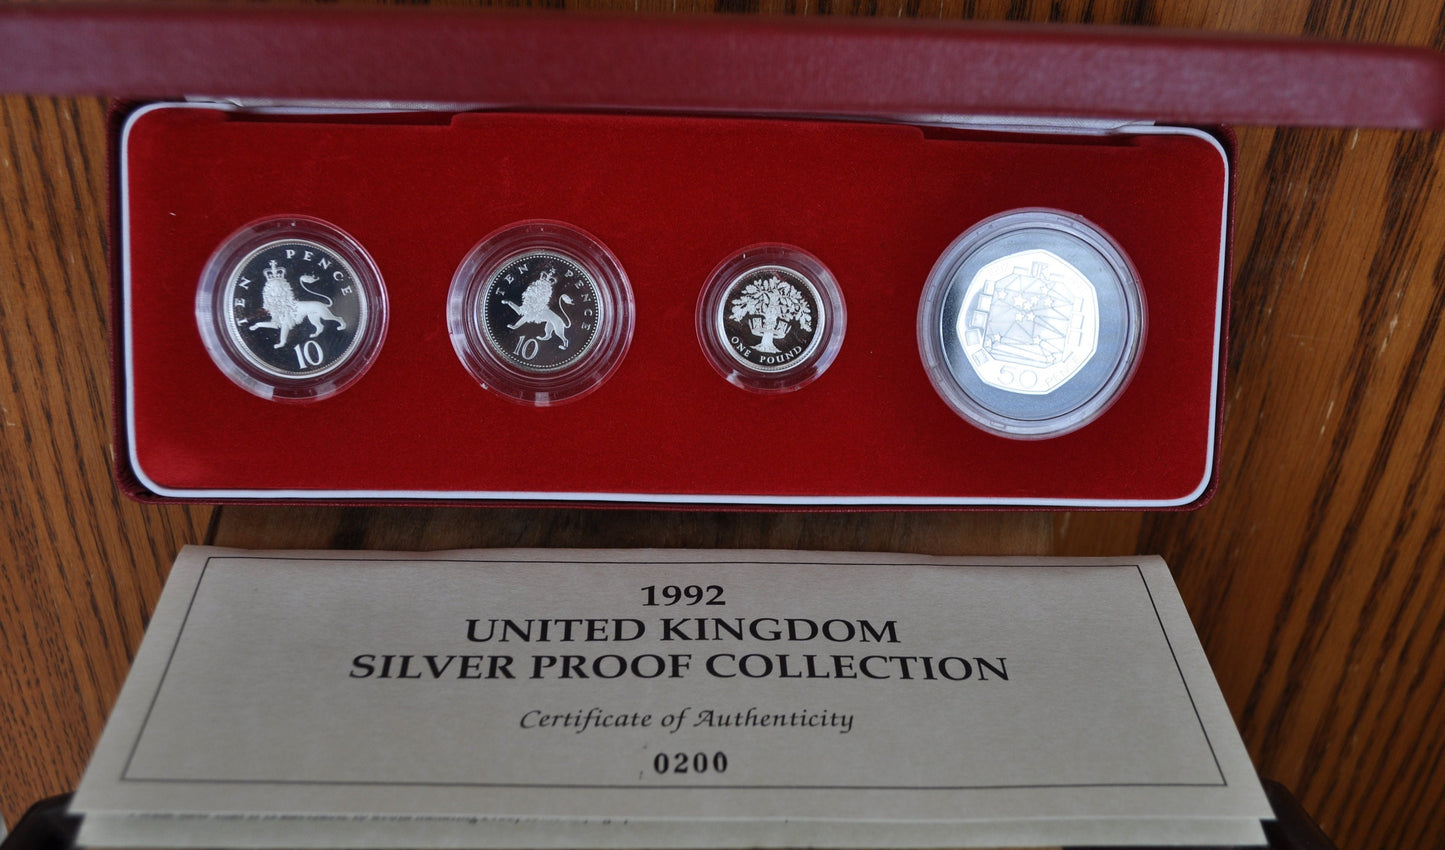 TEN PENCE
10
TEN PENCE
10
ONE POUND
UK
50
1992
UNITED KINGDOM
SILVER PROOF COLLECTION
Certificate of Authenticity
0200